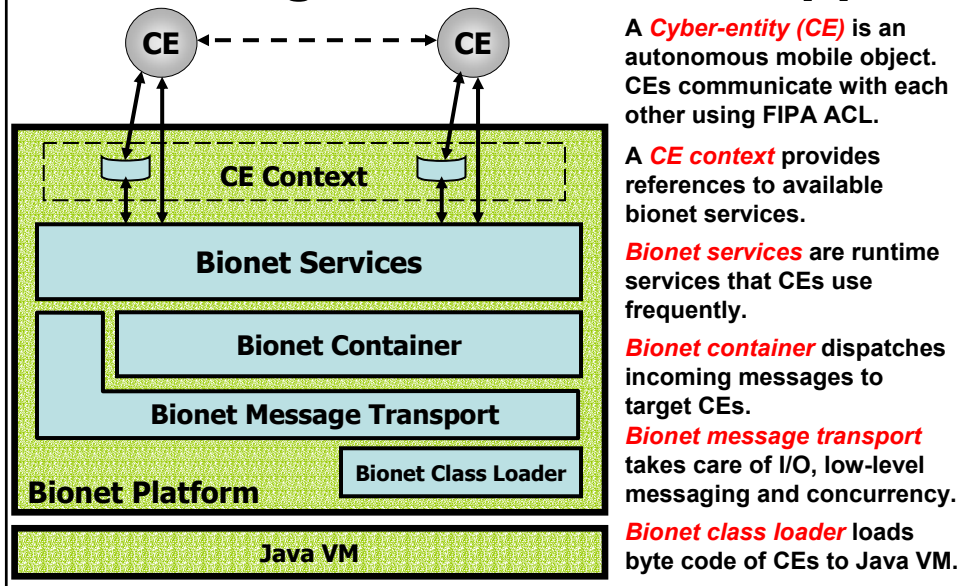 CE
CE
CE Context
Bionet Services
Bionet Container
Bionet Message Transport
Bionet Class Loader
Bionet Platform
Java VM
A Cyber-entity (CE) is an
autonomous mobile object.
CEs communicate with each
other using FIPA ACL.
A CE context provides
references to available
bionet services.
Bionet services are runtime
services that CEs use
frequently.
Bionet container dispatches
incoming messages to
target CEs.
Bionet message transport
takes care of I/O, low-level
messaging and concurrency.
Bionet class loader loads
byte code of CEs to Java VM.